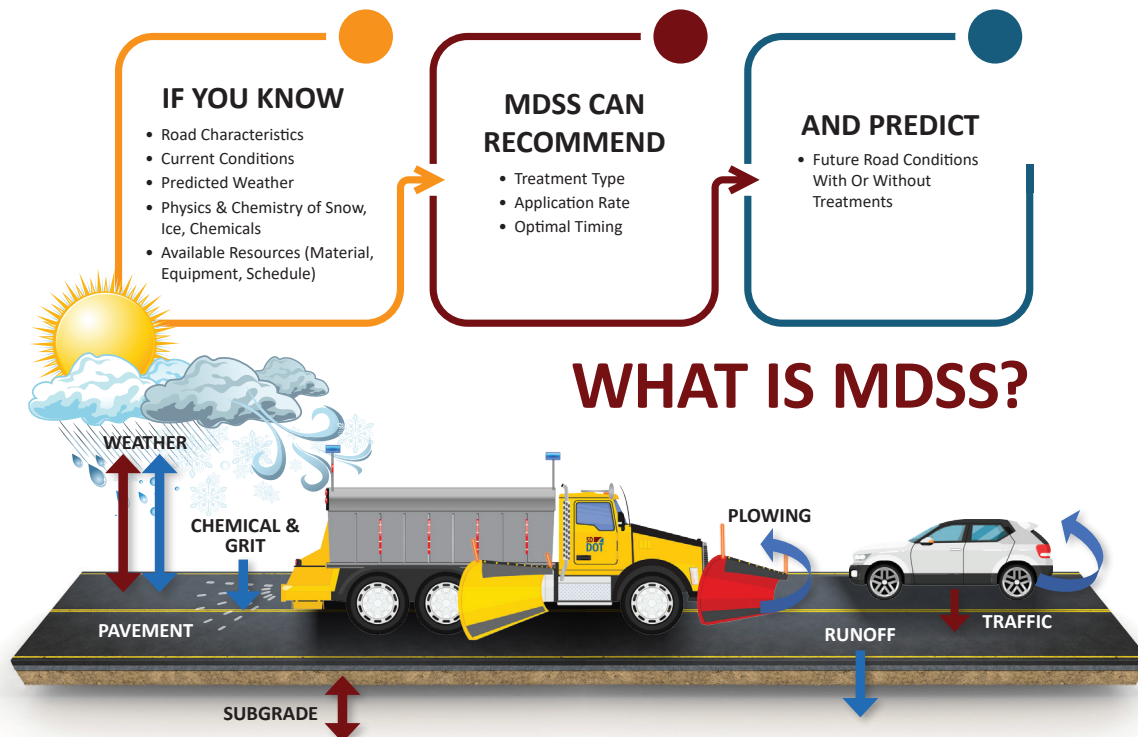 IF YOU KNOW
• Road Characteristics
• Current Conditions
• Predicted Weather
• Physics & Chemistry of Snow,
Ice, Chemicals
• Available Resources (Material,
Equipment, Schedule)
MDSS CAN
RECOMMEND
• Treatment Type
• Application Rate
• Optimal Timing
AND PREDICT
• Future Road Conditions
With Or Without
Treatments
WHAT IS MDSS?
WEATHER
CHEMICAL &
GRIT
PLOWING
SD
DOT
PAVEMENT
RUNOFF
TRAFFIC
SUBGRADE